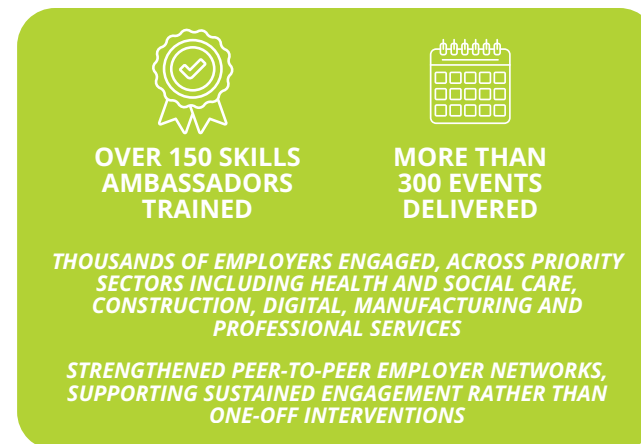 OVER 150 SKILLS
AMBASSADORS
TRAINED
MORE THAN
300 EVENTS
DELIVERED
THOUSANDS OF EMPLOYERS ENGAGED, ACROSS PRIORITY
SECTORS INCLUDING HEALTH AND SOCIAL CARE,
CONSTRUCTION, DIGITAL, MANUFACTURING AND
PROFESSIONAL SERVICES
STRENGTHENED PEER-TO-PEER EMPLOYER NETWORKS,
SUPPORTING SUSTAINED ENGAGEMENT RATHER THAN
ONE-OFF INTERVENTIONS